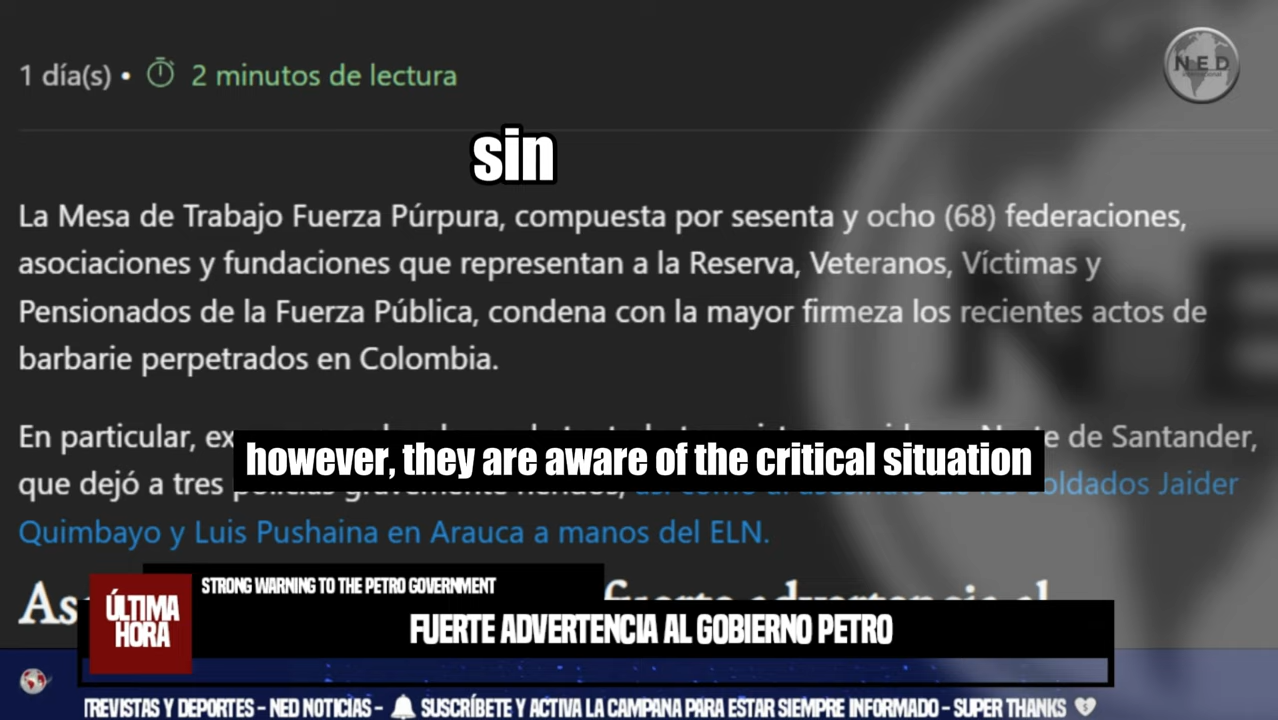 1 día(s) • 2 minutos de lectura
NED
International
sin
La Mesa de Trabajo Fuerza Púrpura, compuesta por sesenta y ocho (68) federaciones,
asociaciones y fundaciones que representan a la Reserva, Veteranos, Víctimas y
Pensionados de la Fuerza Pública, condena con la mayor firmeza los recientes actos de
barbarie perpetrados en Colombia.
En particular, de Santander,
however, they are aware of the critical situation
que dejó a tres soldados Jaider
Quimbayo y Luis Pushaina en Arauca a manos del ELN.
STRONG WARNING TO THE PETRO GOVERNMENT
fuerte advertencia al
ÚLTIMA
HORA
FUERTE ADVERTENCIA AL GOBIERNO PETRO
TREVISTAS Y DEPORTES - NED NOTICIAS - SUSCRÍBETE Y ACTIVA LA CAMPANA PARA ESTAR SIEMPRE INFORMADO - SUPER THANKS